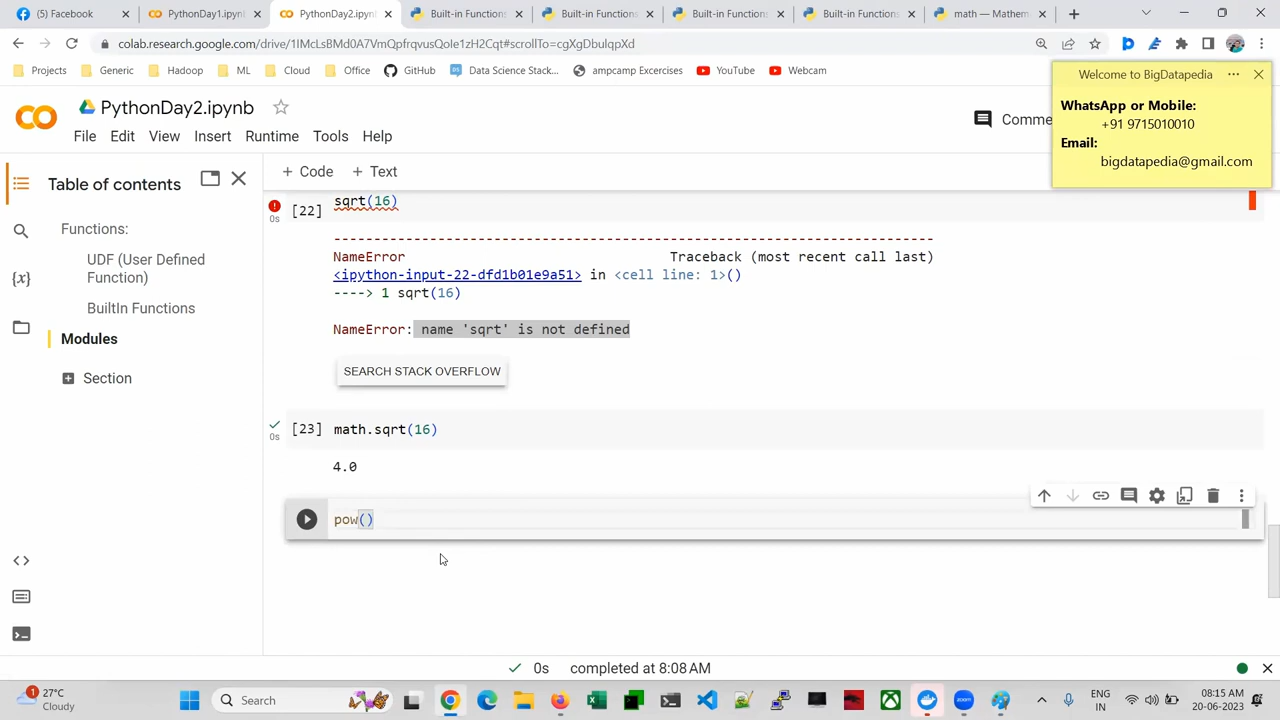 (5) Facebook
PythonDay1.ipynb
PythonDay2.ipynb
Built-in Functions
Built-in Functions
Built-in Functions
Built-in Functions
math — Mathem
colab.research.google.com/drive/1IMcLsBMd0A7VmQpfrqvusQoLs1zH2Cqt#scrollTo=cgXgDbuIqpXd
Projects
Generic
Hadoop
ML
Cloud
Office
GitHub
Data Science Stack...
ampcamp Excercises
YouTube
Webcam
Welcome to BigDatapedia
WhatsApp or Mobile:
+91 9715010010
Email:
bigdatapedia@gmail.com
PythonDay2.ipynb
File Edit View Insert Runtime Tools Help
Comme
Table of contents
+ Code + Text
Functions:
UDF (User Defined
Function)
BuiltIn Functions
Modules
Section
{x}
0s
[22] sqrt(16)
---------------------------------------------------------------------------
NameError Traceback (most recent call last)
<ipython-input-22-dfd1b01e9a51> in <cell line: 1>()
----> 1 sqrt(16)
NameError: name 'sqrt' is not defined
SEARCH STACK OVERFLOW
0s
[23] math.sqrt(16)
4.0
pow()
0s completed at 8:08 AM
1
27°C
Cloudy
Search
ENG
IN
08:15 AM
20-06-2023